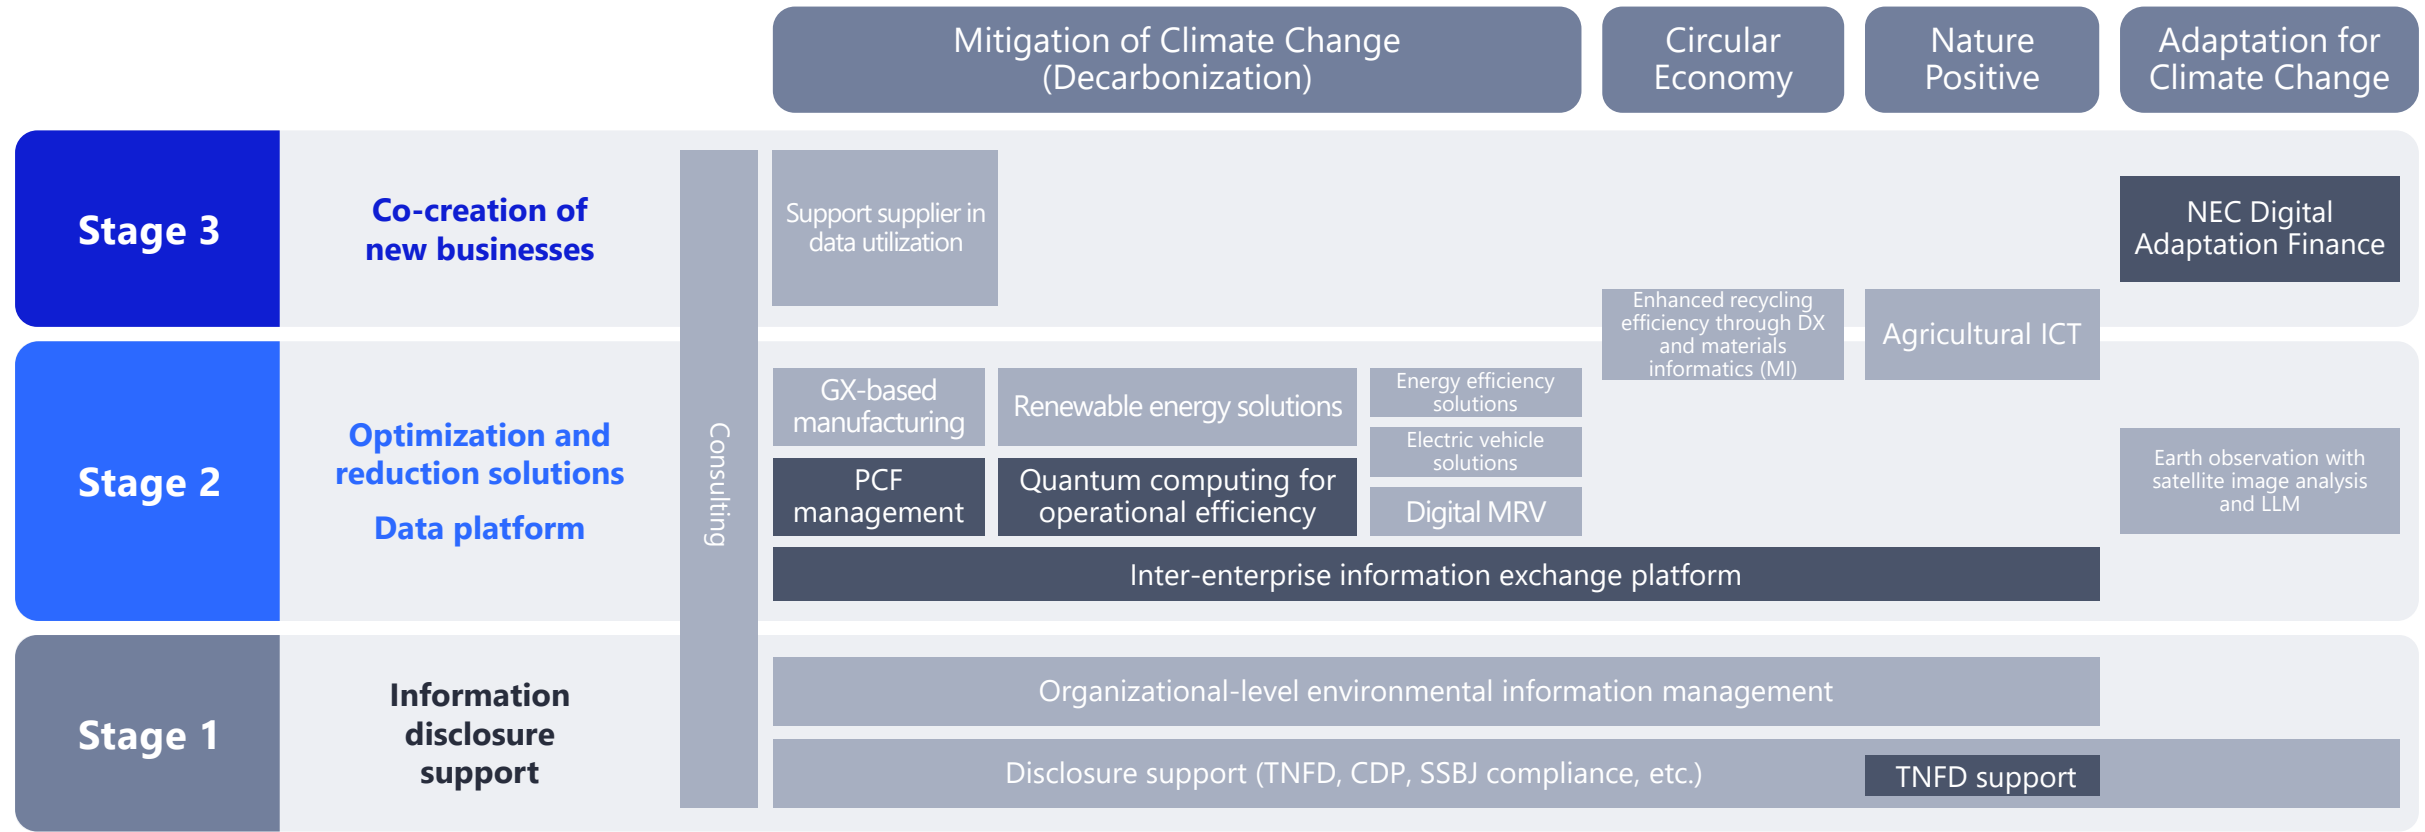 Mitigation of Climate Change
(Decarbonization)
Circular
Economy
Nature
Positive
Adaptation for
Climate Change
Stage 3
Co-creation of
new businesses
Consulting
Support supplier in
data utilization
NEC Digital
Adaptation Finance
Enhanced recycling
efficiency through DX
and materials
informatics (MI)
Agricultural ICT
Stage 2
Optimization and
reduction solutions
Data platform
GX-based
manufacturing
Renewable energy solutions
Energy efficiency
solutions
Electric vehicle
solutions
PCF
management
Quantum computing for
operational efficiency
Digital MRV
Earth observation with
satellite image analysis
and LLM
Inter-enterprise information exchange platform
Stage 1
Information
disclosure
support
Organizational-level environmental information management
Disclosure support (TNFD, CDP, SSBJ compliance, etc.)
TNFD support